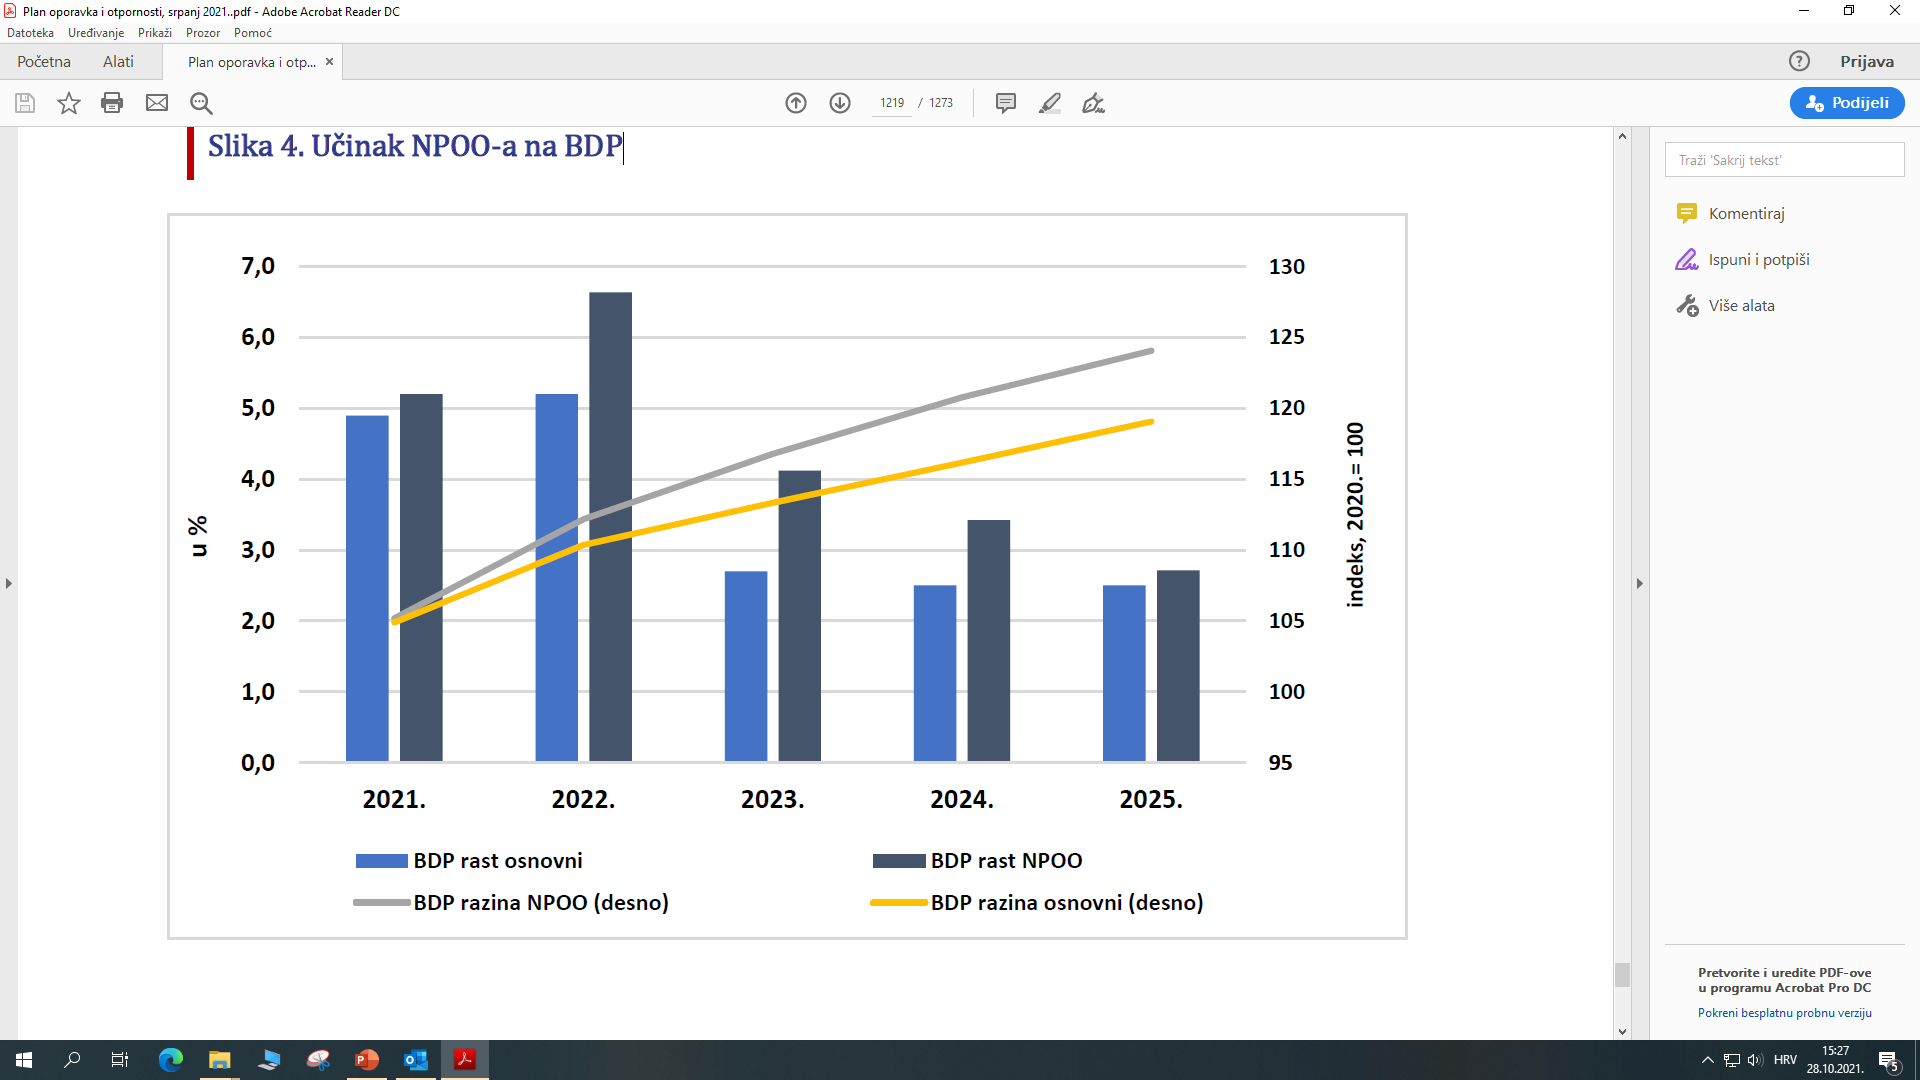 Plan oporavka i otpornosti, srpanj 2021..pdf - Adobe Acrobat Reader DC
Datoteka Uređivanje Prikaži Prozor Pomoć
Početna Alati Plan oporavka i otp... × Prijava
1219 / 1273 Podijeli
Slika 4. Učinak NPOO-a na BDP
Traži 'Sakrij tekst'
Komentiraj
Ispuni i potpiši
Više alata
7,0
6,0
5,0
4,0
3,0
2,0
1,0
0,0
u %
130
125
120
115
110
105
100
95
indeks, 2020.= 100
2021. 2022. 2023. 2024. 2025.
BDP rast osnovni BDP rast NPOO
BDP razina NPOO (desno) BDP razina osnovni (desno)
Pretvorite i uredite PDF-ove
u programu Acrobat Pro DC
Pokreni besplatnu probnu verziju
HRV
15:27
28.10.2021.
5